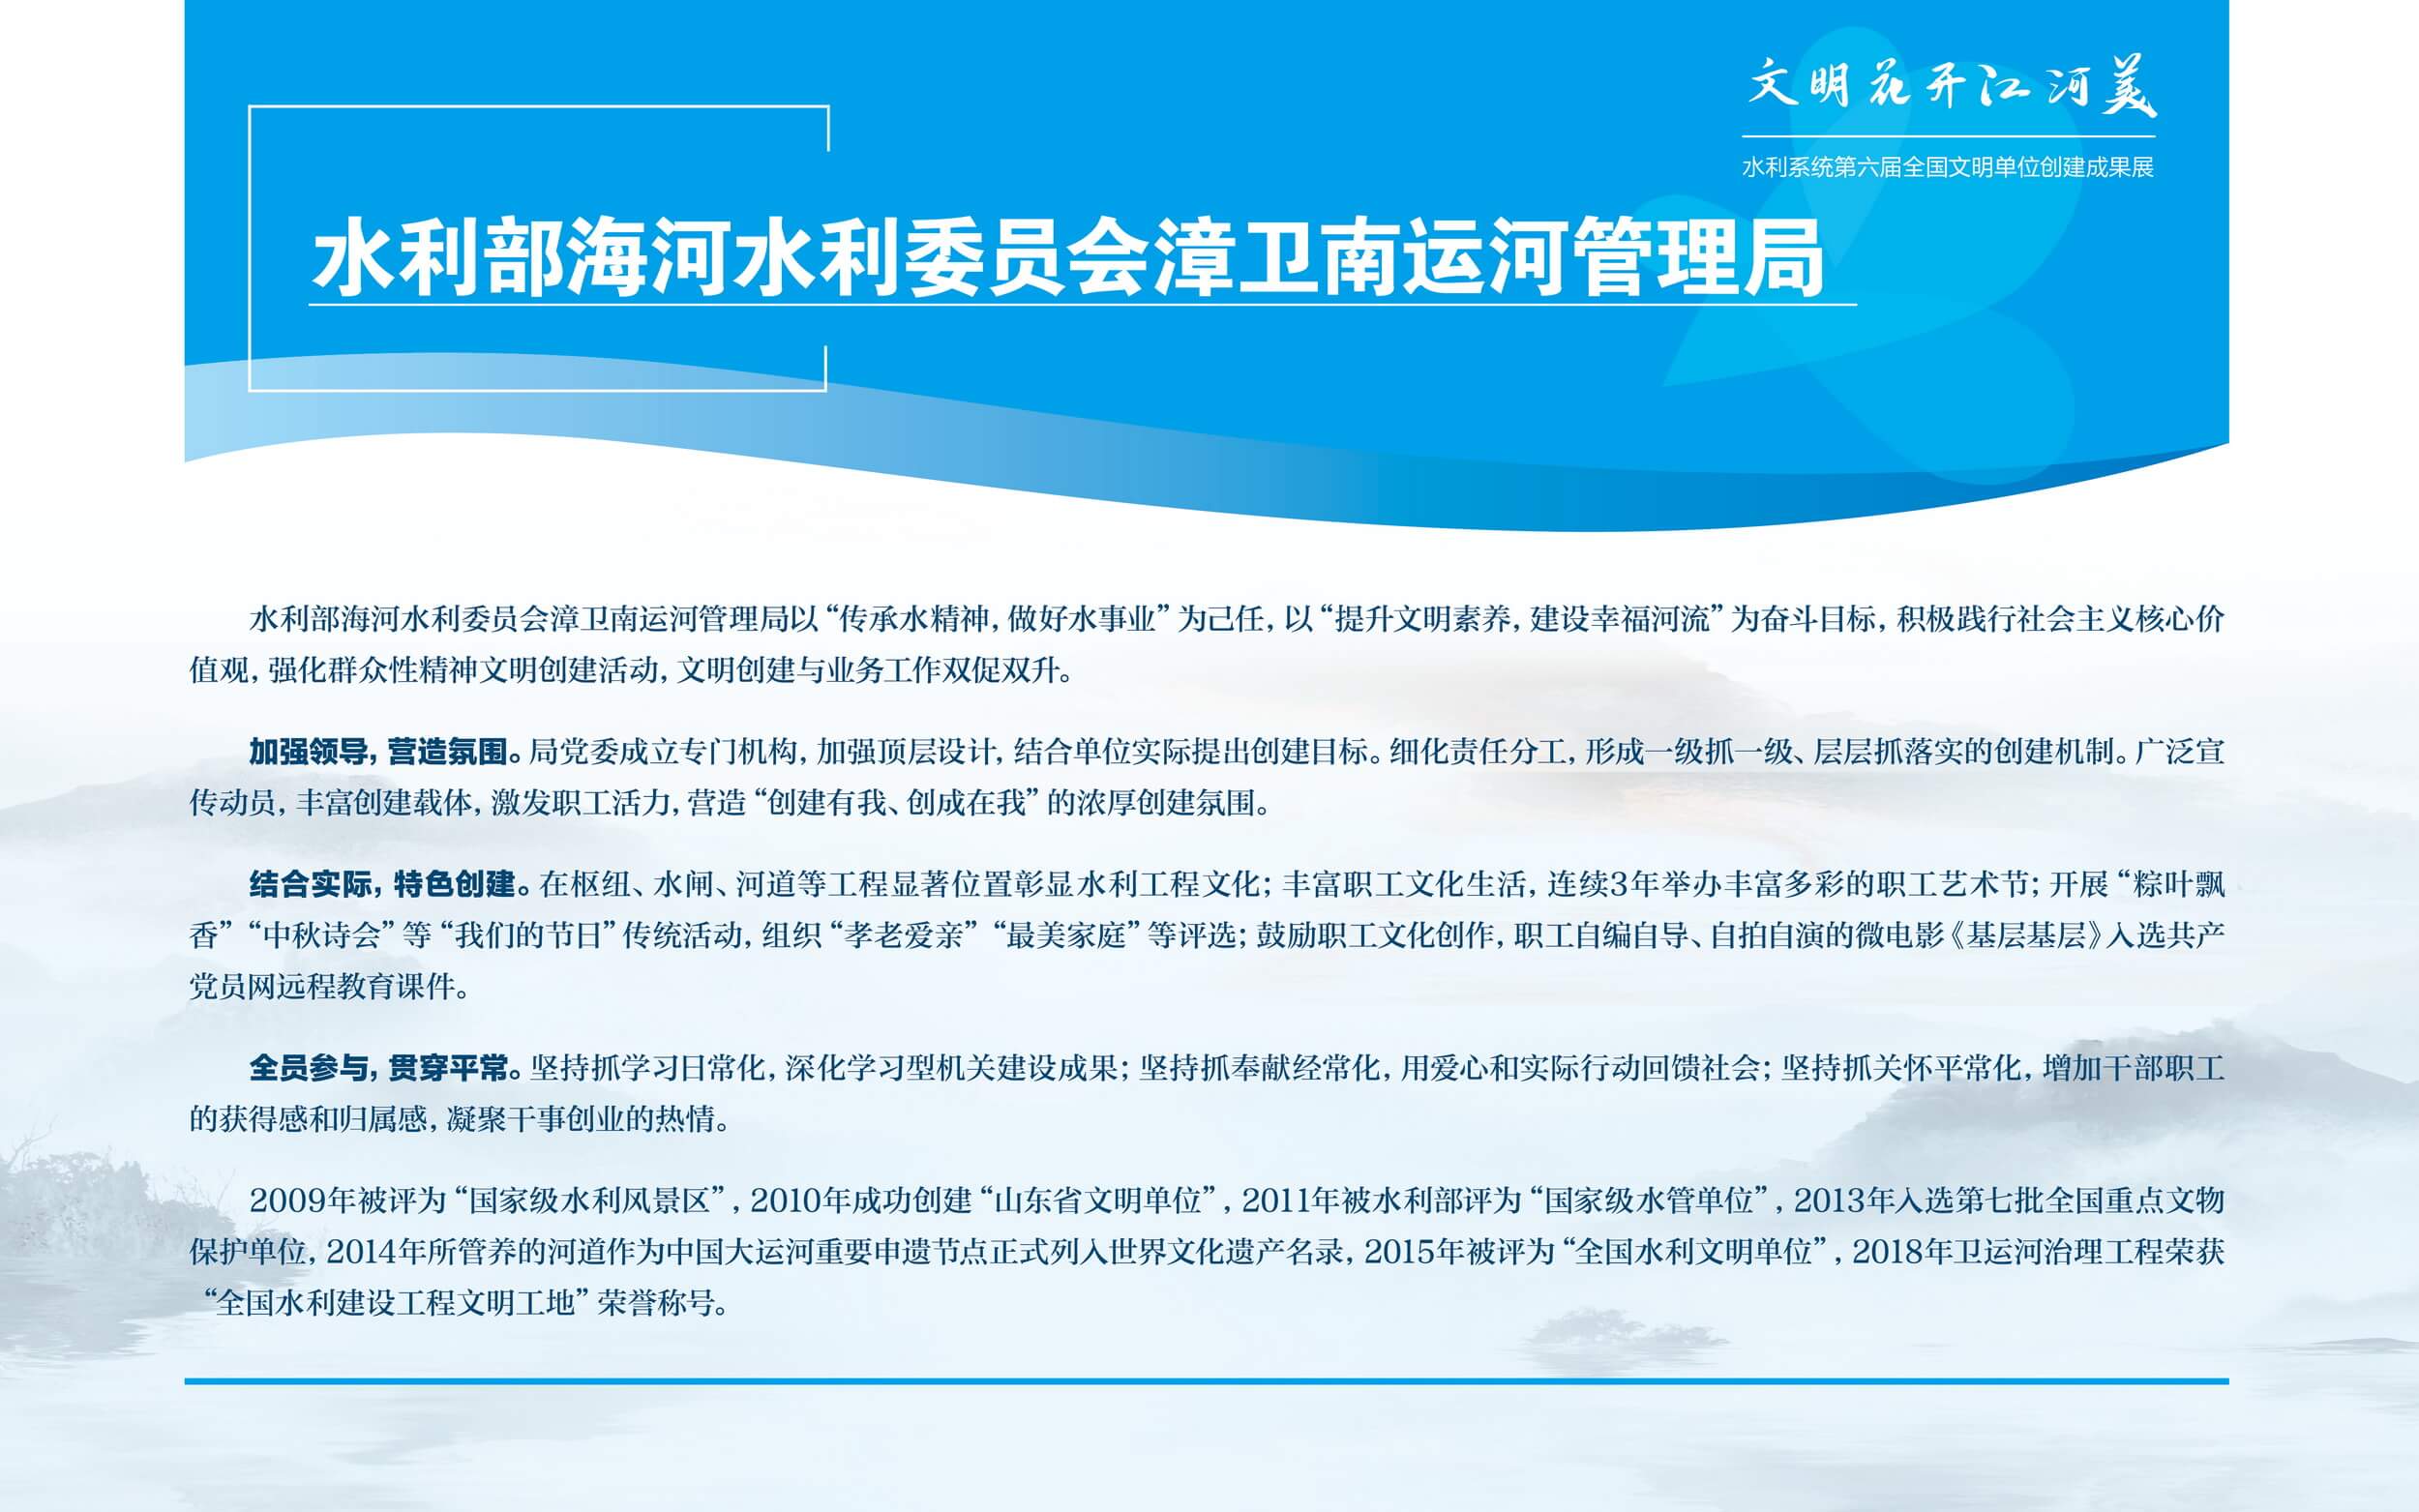 文明花开江河美
水利系统第六届全国文明单位创建成果展
水利部海河水利委员会漳卫南运河管理局
水利部海河水利委员会漳卫南运河管理局以“传承水精神，做好水事业”为己任，以“提升文明素养，建设幸福河流”为奋斗目标，积极践行社会主义核心价
值观，强化群众性精神文明创建活动，文明创建与业务工作双促双升。
加强领导，营造氛围。局党委成立专门机构，加强顶层设计，结合单位实际提出创建目标。细化责任分工，形成一级抓一级、层层抓落实的创建机制。广泛宣
传动员，丰富创建载体，激发职工活力，营造“创建有我、创成在我”的浓厚创建氛围。
结合实际，特色创建。在枢纽、水闸、河道等工程显著位置彰显水利工程文化；丰富职工文化生活，连续3年举办丰富多彩的职工艺术节；开展“粽叶飘
香”“中秋诗会”等“我们的节日”传统活动，组织“孝老爱亲”“最美家庭”等评选；鼓励职工文化创作，职工自编自导、自拍自演的微电影《基层基层》入选共产
党员网远程教育课件。
全员参与，贯穿平常。坚持抓学习日常化，深化学习型机关建设成果；坚持抓奉献经常化，用爱心和实际行动回馈社会；坚持抓关怀平常化，增加干部职工
的获得感和归属感，凝聚干事创业的热情。
2009年被评为“国家级水利风景区”，2010年成功创建“山东省文明单位”，2011年被水利部评为“国家级水管单位”，2013年入选第七批全国重点文物
保护单位，2014年所管养的河道作为中国大运河重要申遗节点正式列入世界文化遗产名录，2015年被评为“全国水利文明单位”，2018年卫运河治理工程荣获
“全国水利建设工程文明工地”荣誉称号。